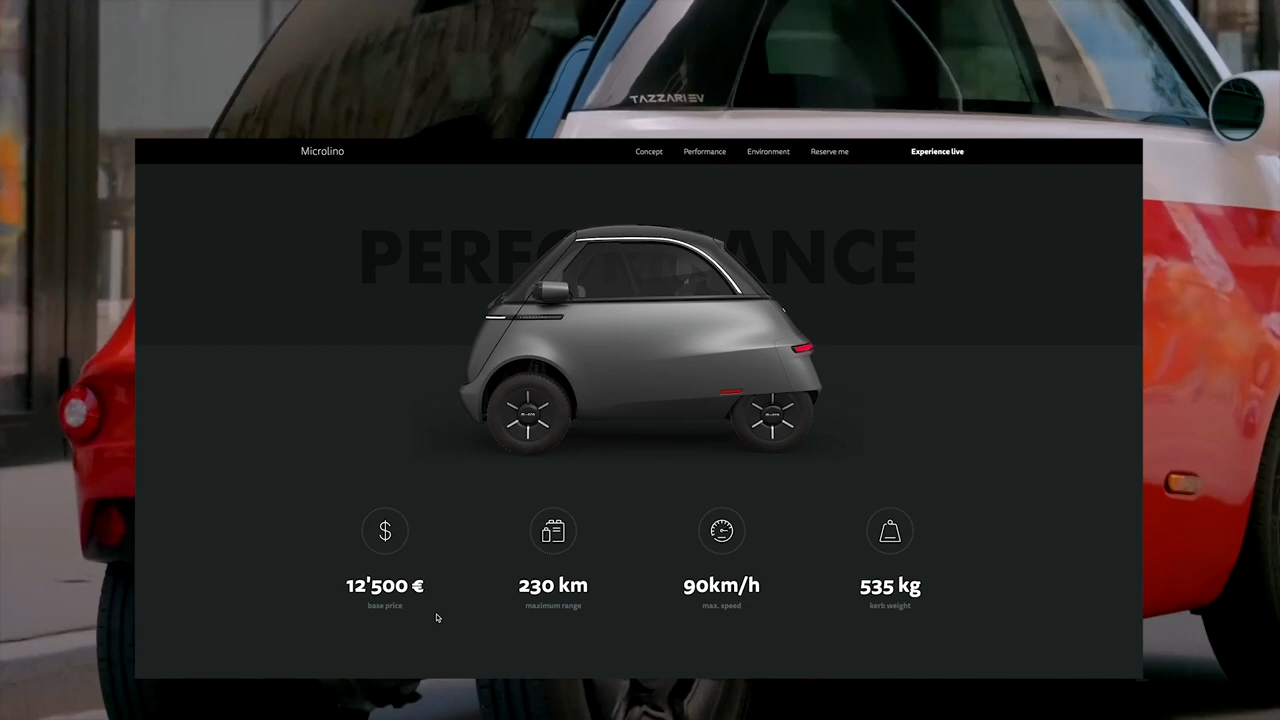 TAZZARI EV
Microlino
Concept
Performance
Environment
Reserve me
Experience live
PERFORMANCE
12'500 €
base price
230 km
maximum range
90km/h
max. speed
535 kg
kerb weight